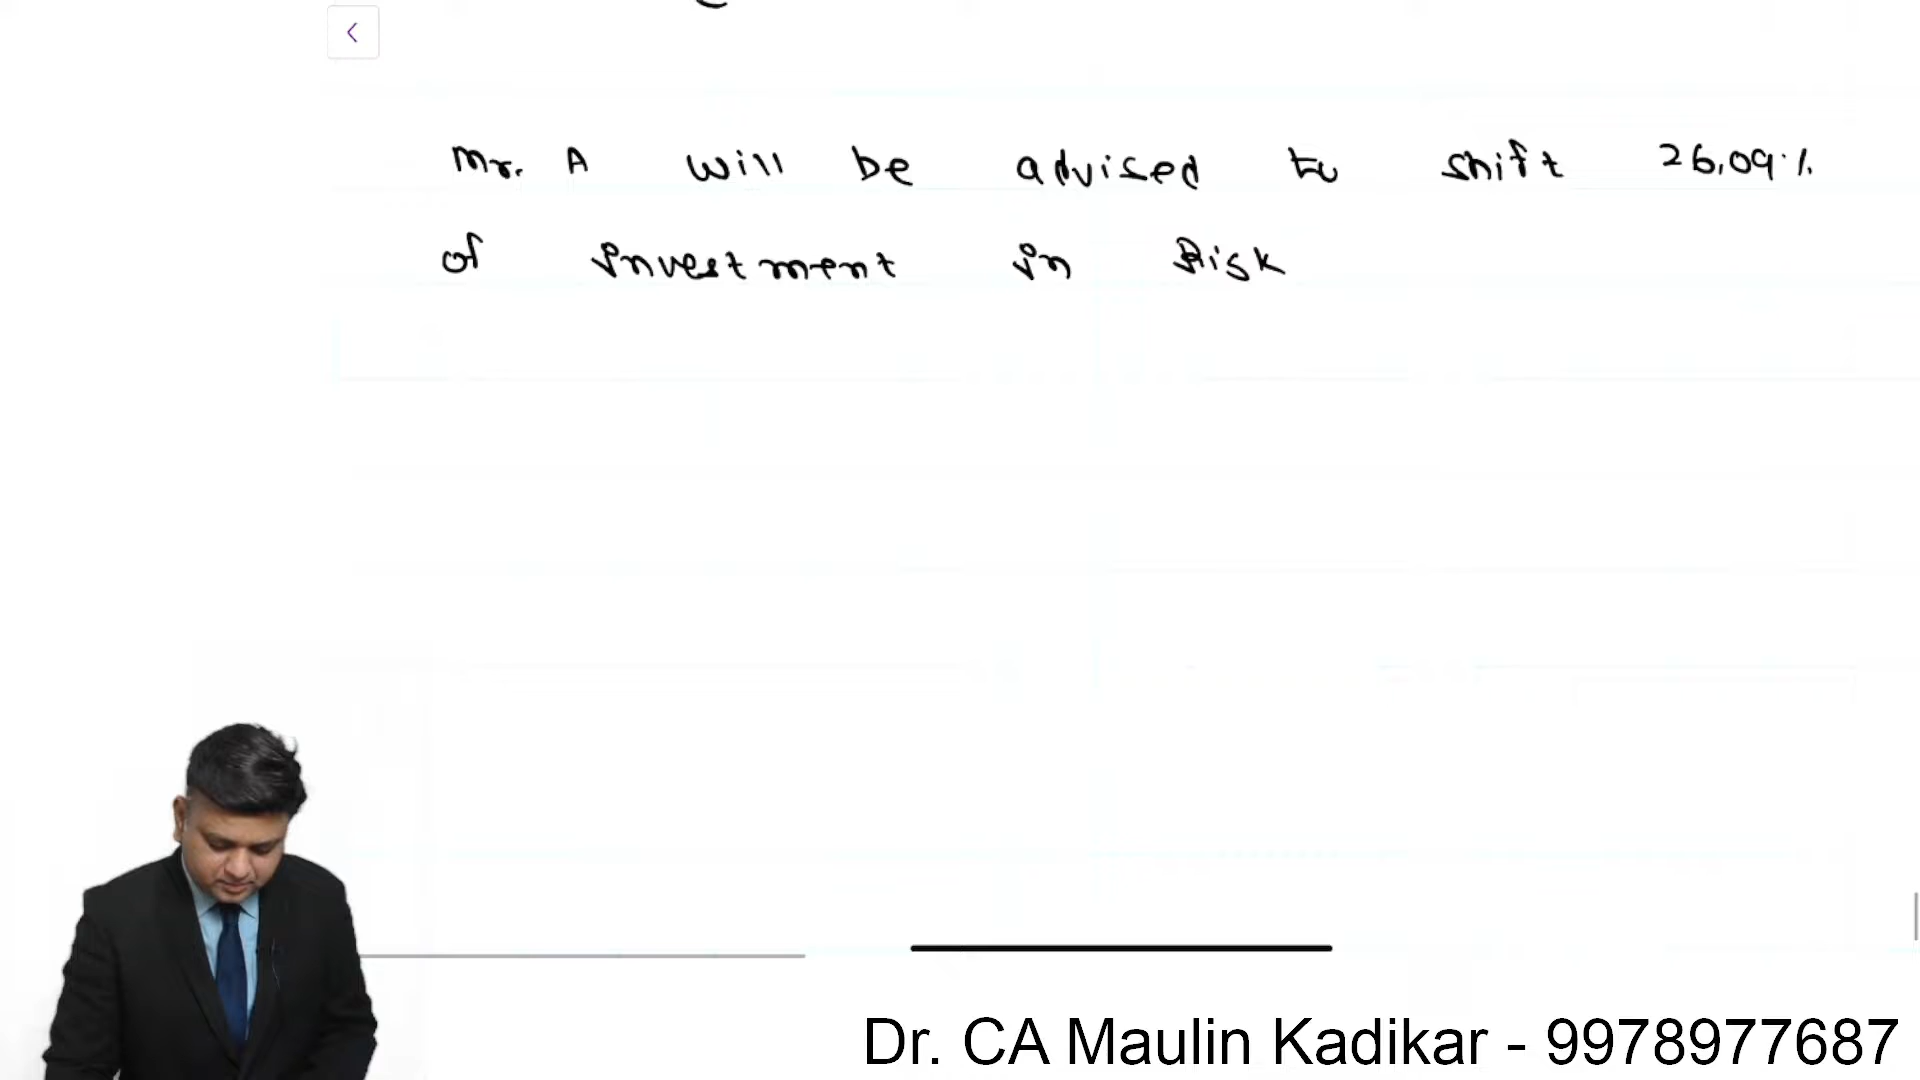 Mr. A will be advised to shift 26.09%
of investment in Risk
Dr. CA Maulin Kadikar - 9978977687